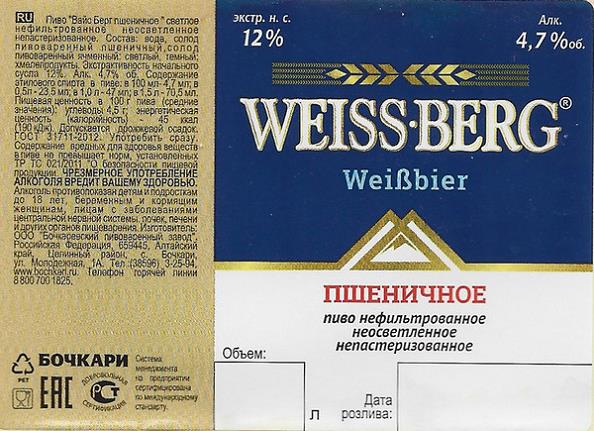 RU Пиво "Вайс Берг пшеничное" светлое
нефильтрованное неосветленное
непастеризованное. Состав: вода, солод
пивоваренный пшеничный, солод
пивоваренный ячменный: светлый, темный;
хмелепродукты. Экстрактивность начального
сусла 12%. Алк. 4,7% об. Содержание
этилового спирта в пиве: в 100 мл- 4,7 мл; в
0,5л - 23,5 мл; в 1,0 л - 47 мл; в 1,5 л - 70,5 мл.
Пищевая ценность в 100 г пива (средние
значения): углеводы 4,5 г; энергетическая
ценность (калорийность) - 45 ккал
(190 кДж). Допускается дрожжевой осадок.
ГОСТ 31711-2012. Употребить сразу.
Содержание вредных для здоровья веществ
в пиве не превышает норм, установленных
ТР ТС 021/2011 "О безопасности пищевой
продукции. ЧРЕЗМЕРНОЕ УПОТРЕБЛЕНИЕ
АЛКОГОЛЯ ВРЕДИТ ВАШЕМУ ЗДОРОВЬЮ.
Алкоголь противопоказан детям и подросткам
до 18 лет, беременным и кормящим
женщинам, лицам с заболеваниями
центральной нервной системы, почек, печени
и других органов пищеварения. Изготовитель:
ООО "Бочкаревский пивоваренный завод",
Российская Федерация, 659445, Алтайский
край, Целинный район, с. Бочкари,
ул. Молодежная, 1А. Тел.(38596) 3-25-94,
www.bochkari.ru. Телефон горячей линии
8 800 700 1825.
PET
БОЧКАРИ
EAC
ДОБРОВОЛЬНАЯ
РСТ
СЕРТИФИКАЦИЯ
Система
менеджмента
на предприятии
сертифицирована
по международному
стандарту.
экстр. н. с.
12%
Алк.
4,7%об.
WEISS·BERG®
Weißbier
ПШЕНИЧНОЕ
пиво нефильтрованное
неосветлённое
непастеризованное
Объем:
л
Дата
розлива: